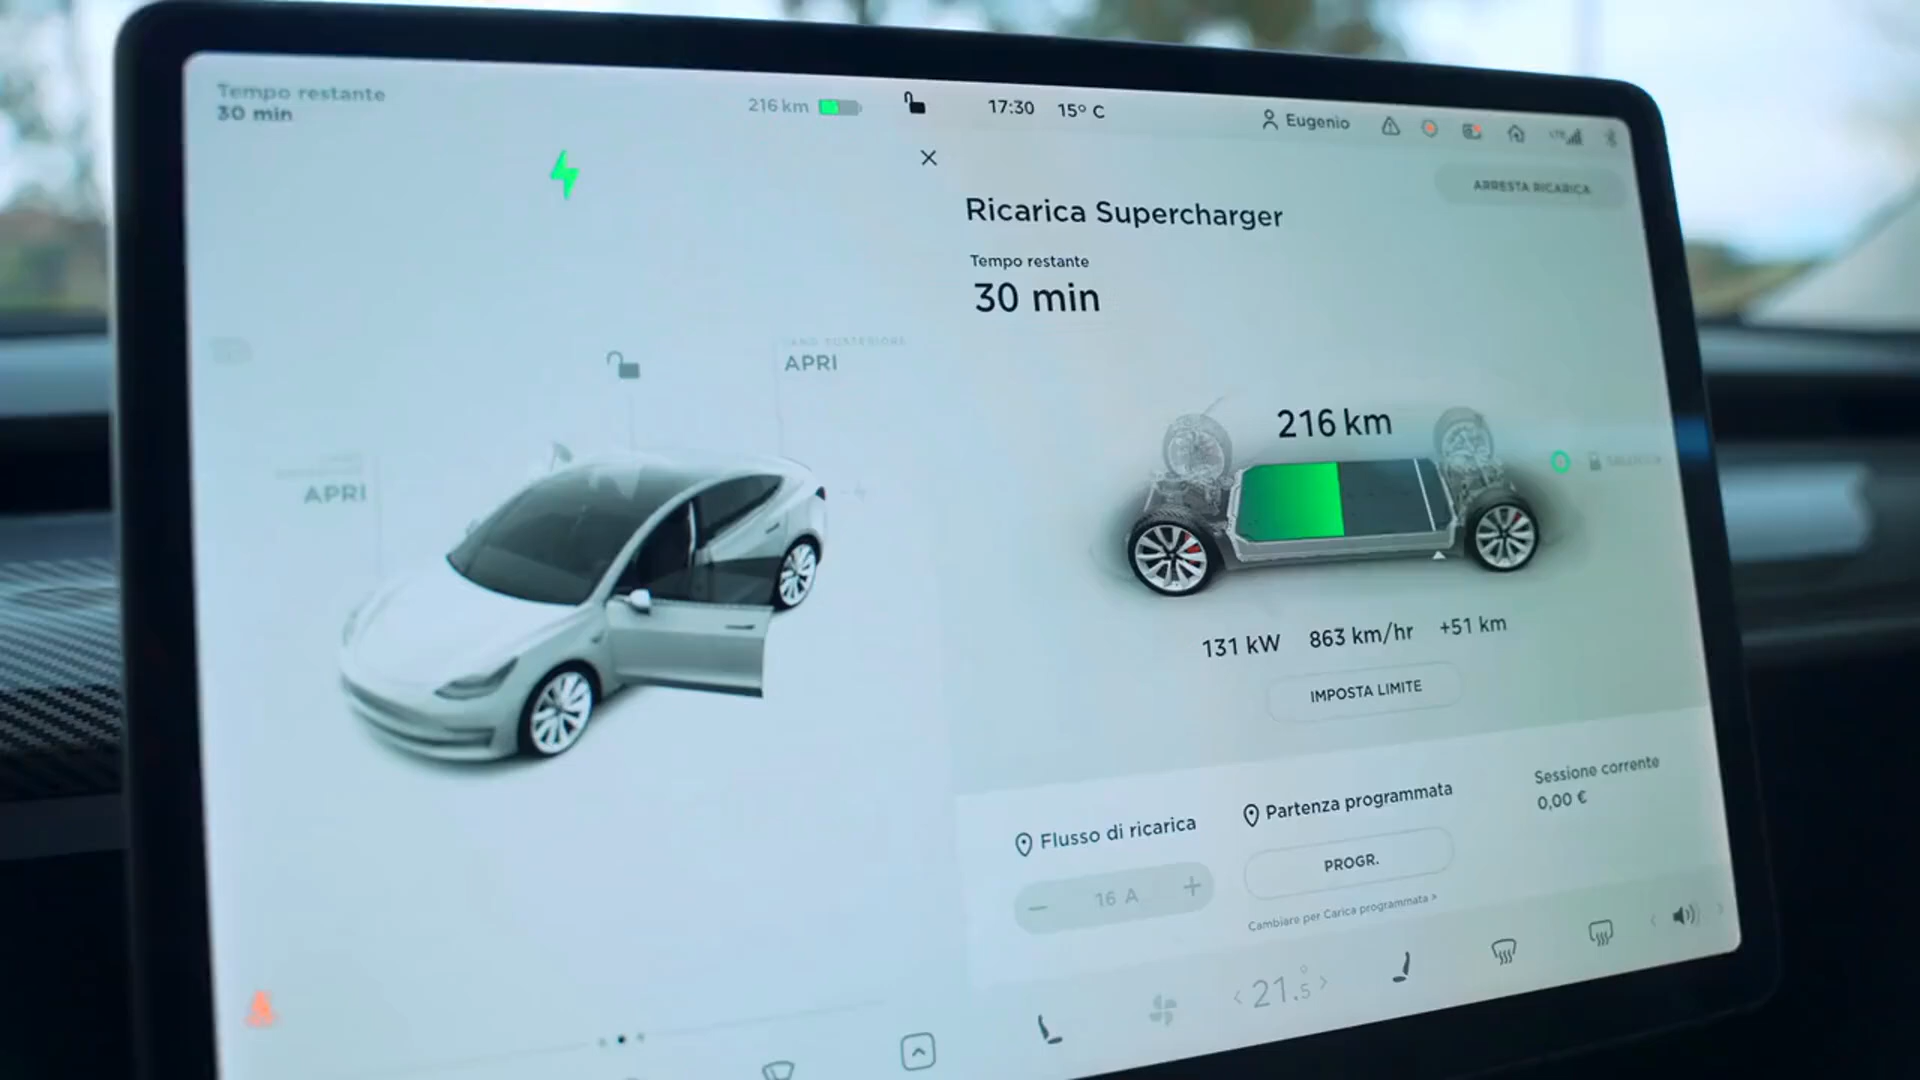 Tempo restante
30 min
216 km
17:30 15° C
Eugenio
LTE
ARRESTA RICARICA
Ricarica Supercharger
Tempo restante
30 min
APRI
APRI
216 km
131 kW 863 km/hr +51 km
IMPOSTA LIMITE
Flusso di ricarica
− 16 A +
Partenza programmata
PROGR.
Cambiare per Carica programmata >
Sessione corrente
0,00 €
< 21.5° >